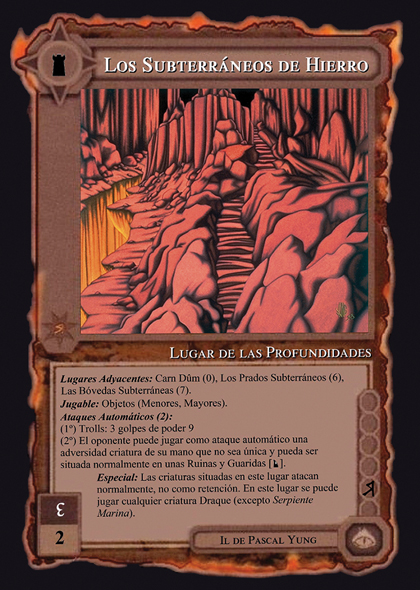 Los Subterráneos de Hierro
S
Lugar de las Profundidades
Lugares Adyacentes: Carn Dûm (0), Los Prados Subterráneos (6),
Las Bóvedas Subterráneas (7).
Jugable: Objetos (Menores, Mayores).
Ataques Automáticos (2):
(1º) Trolls: 3 golpes de poder 9
(2º) El oponente puede jugar como ataque automático una
adversidad criatura de su mano que no sea única y pueda ser
situada normalmente en unas Ruinas y Guaridas [].
Especial: Las criaturas situadas en este lugar atacan
normalmente, no como retención. En este lugar se puede
jugar cualquier criatura Draque (excepto Serpiente
Marina).
2
Il de Pascal Yung